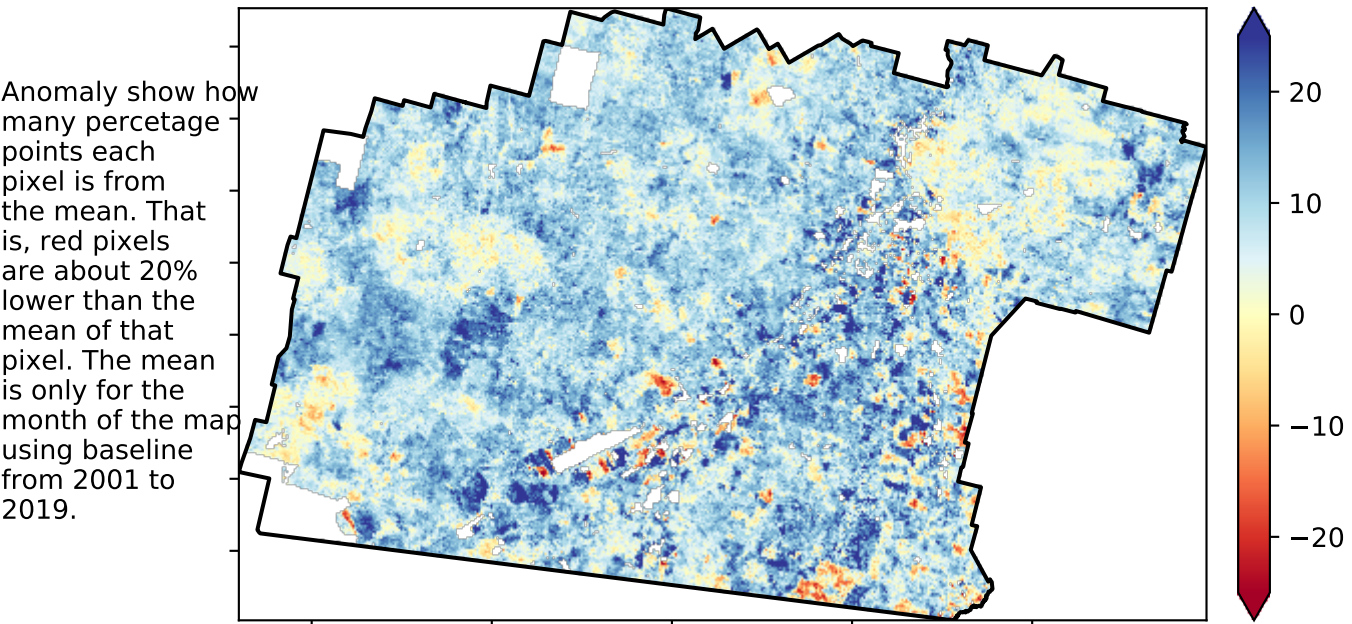 Anomaly show how
many percetage
points each
pixel is from
the mean. That
is, red pixels
are about 20%
lower than the
mean of that
pixel. The mean
is only for the
month of the map
using baseline
from 2001 to
2019.
20
10
0
−10
−20